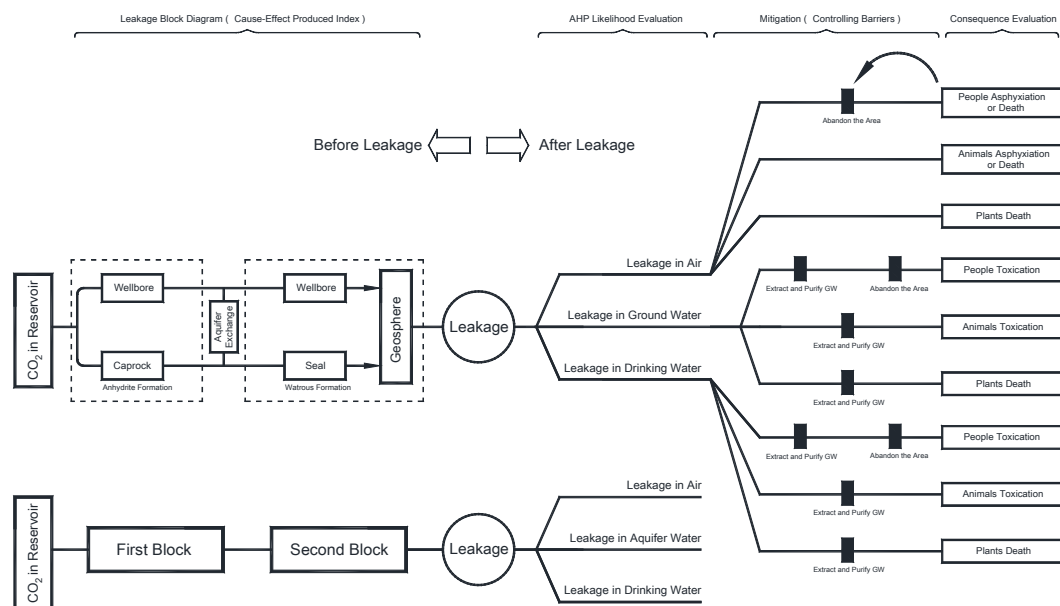 Leakage Block Diagram ( Cause-Effect Produced Index )
AHP Likelihood Evaluation
Mitigation ( Controlling Barriers )
Consequence Evaluation
People Asphyxiation
or Death
Abandon the Area
Before Leakage
After Leakage
Animals Asphyxiation
or Death
Plants Death
CO2 in Reservoir
Wellbore
Caprock
Anhydrite Formation
Aquifer
Exchange
Wellbore
Seal
Watrous Formation
Geosphere
Leakage
Leakage in Air
Leakage in Ground Water
Leakage in Drinking Water
Extract and Purify GW
Abandon the Area
People Toxication
Extract and Purify GW
Animals Toxication
Extract and Purify GW
Plants Death
Extract and Purify GW
Abandon the Area
People Toxication
Extract and Purify GW
Animals Toxication
Extract and Purify GW
Plants Death
CO2 in Reservoir
First Block
Second Block
Leakage
Leakage in Air
Leakage in Aquifer Water
Leakage in Drinking Water